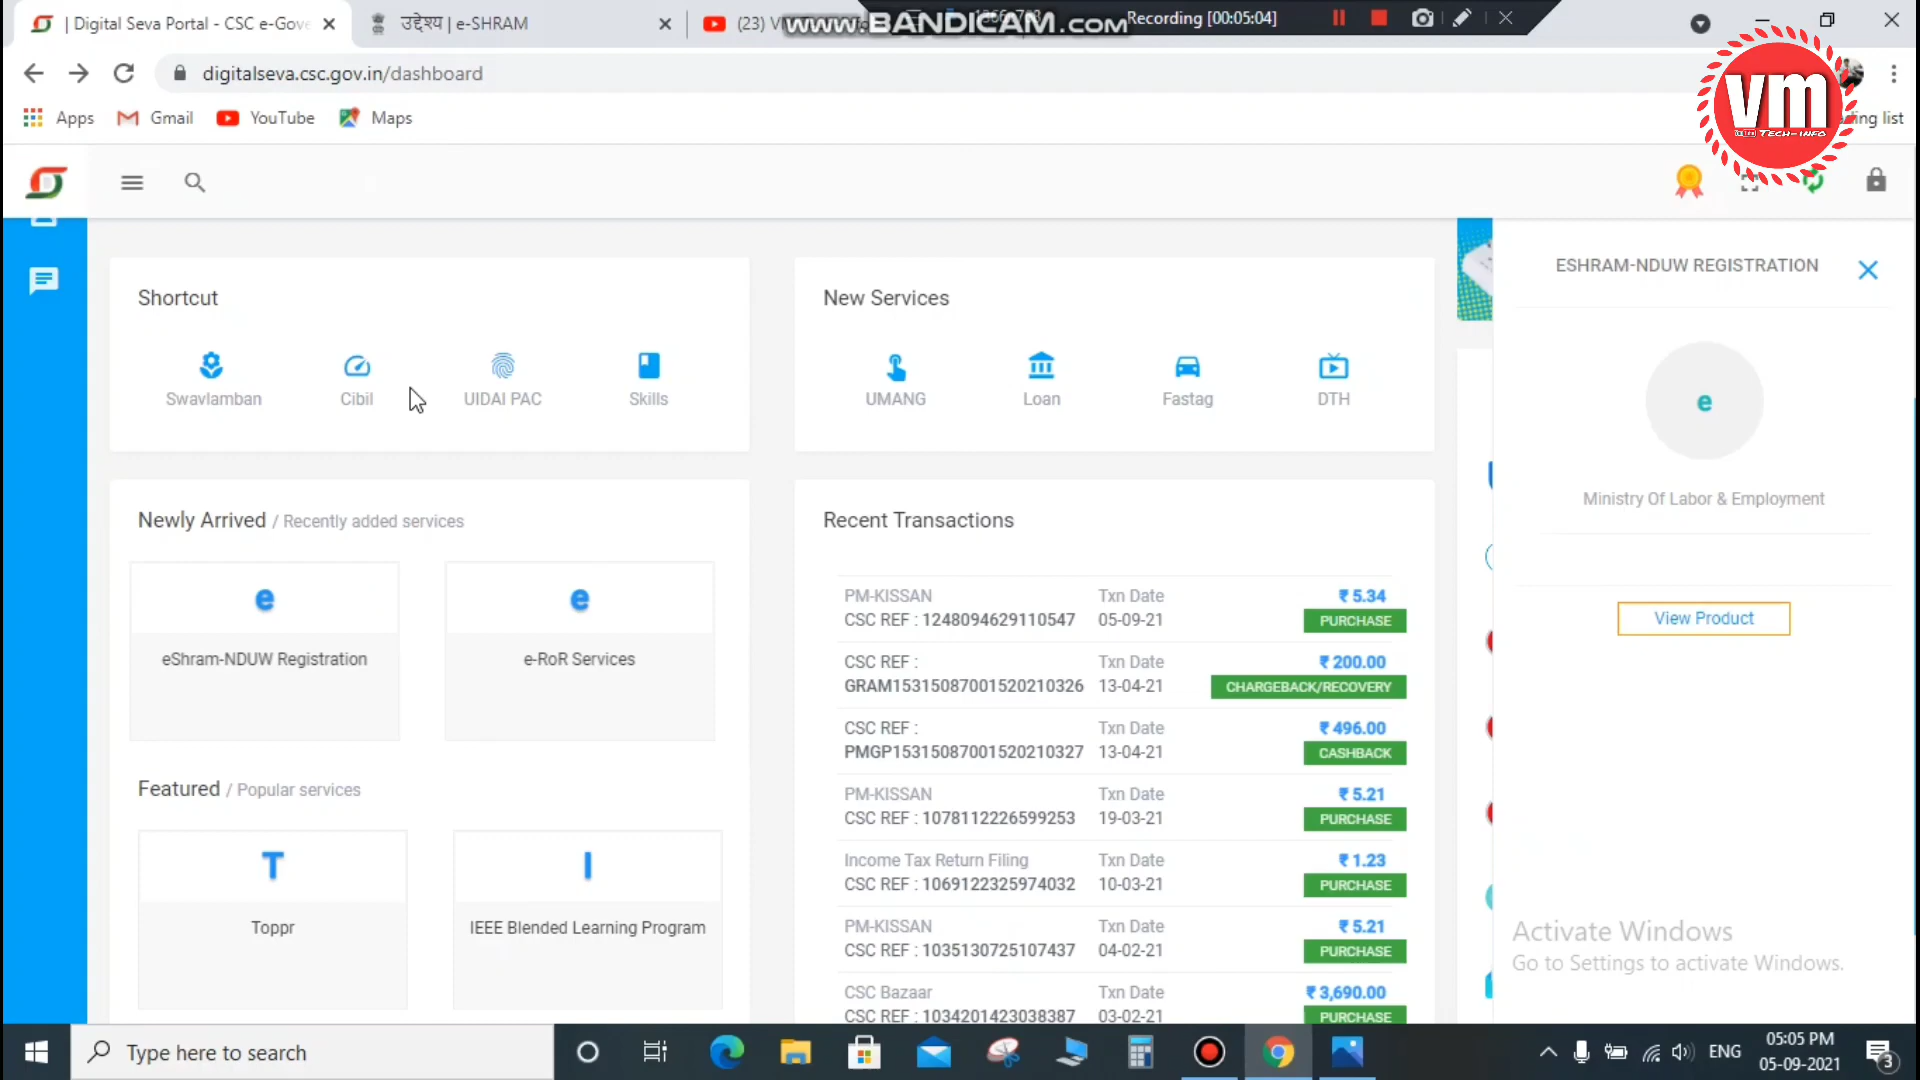 | Digital Seva Portal - CSC e-Gove
उद्देश्य | e-SHRAM
(23) V
www.BANDICAM.com
Recording [00:05:04]
digitalseva.csc.gov.in/dashboard
Apps
Gmail
YouTube
Maps
ding list
VM
TECH-INFO
Shortcut
Swavlamban
Cibil
UIDAI PAC
Skills
New Services
UMANG
Loan
Fastag
DTH
ESHRAM-NDUW REGISTRATION
e
Ministry Of Labor & Employment
View Product
Newly Arrived / Recently added services
e
eShram-NDUW Registration
e
e-RoR Services
Featured / Popular services
T
Toppr
I
IEEE Blended Learning Program
Recent Transactions
PM-KISSAN Txn Date ₹ 5.34
CSC REF : 1248094629110547 05-09-21 PURCHASE
CSC REF : Txn Date ₹ 200.00
GRAM15315087001520210326 13-04-21 CHARGEBACK/RECOVERY
CSC REF : Txn Date ₹ 496.00
PMGP15315087001520210327 13-04-21 CASHBACK
PM-KISSAN Txn Date ₹ 5.21
CSC REF : 1078112226599253 19-03-21 PURCHASE
Income Tax Return Filing Txn Date ₹ 1.23
CSC REF : 1069122325974032 10-03-21 PURCHASE
PM-KISSAN Txn Date ₹ 5.21
CSC REF : 1035130725107437 04-02-21 PURCHASE
CSC Bazaar Txn Date ₹ 3,690.00
CSC REF : 1034201423038387 03-02-21 PURCHASE
Activate Windows
Go to Settings to activate Windows.
Type here to search
ENG
05:05 PM
05-09-2021
3